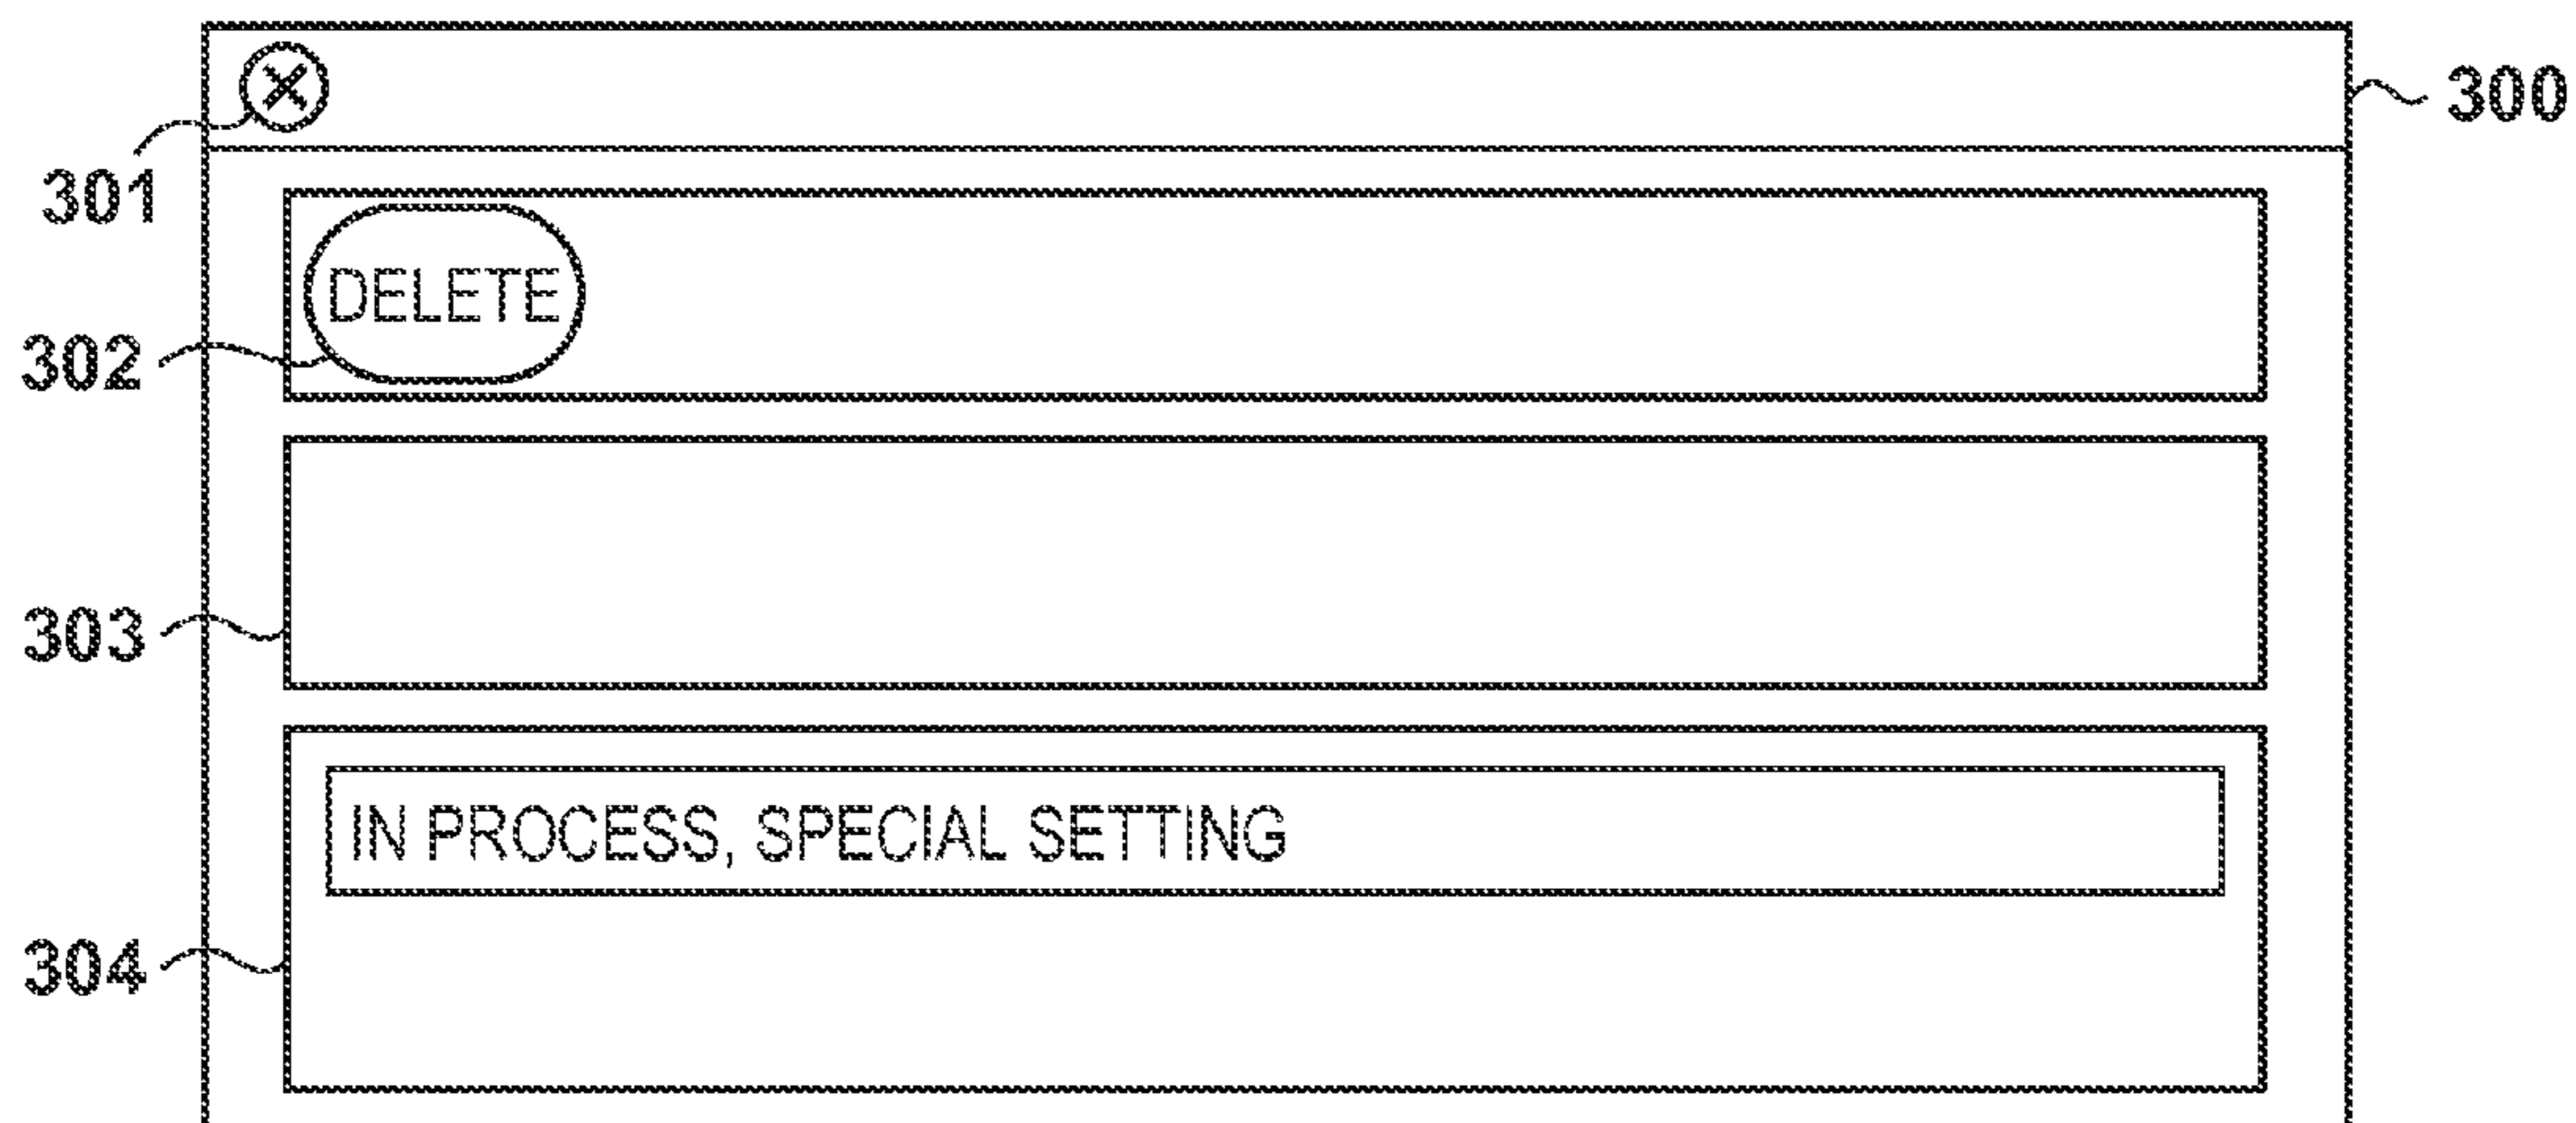 300
301
DELETE
302
303
IN PROCESS, SPECIAL SETTING
304